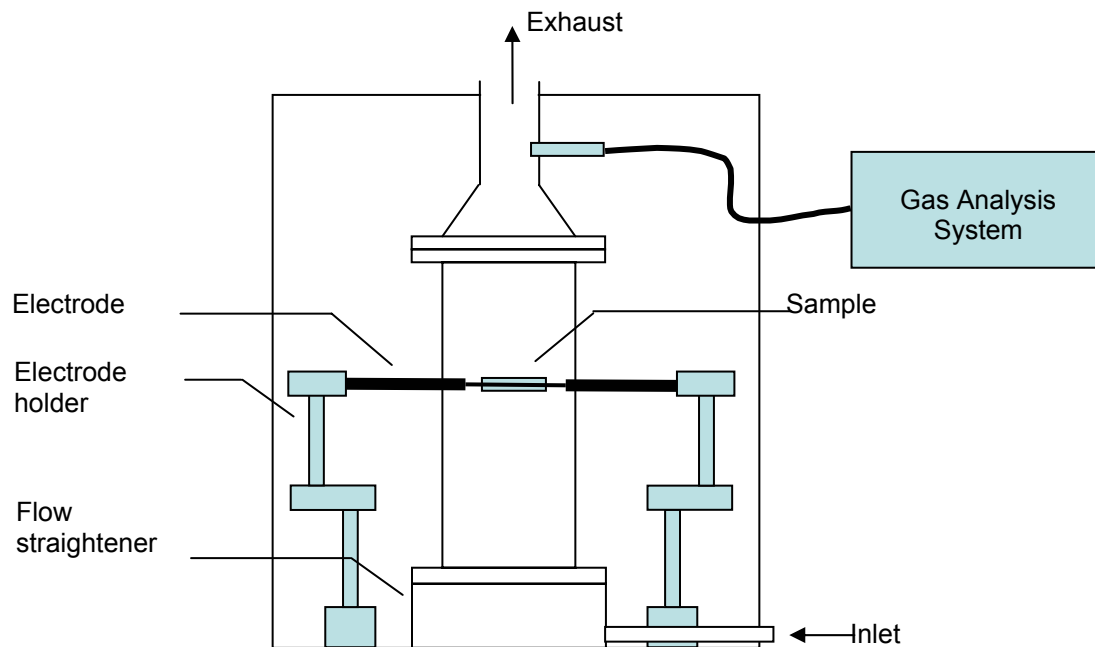 Exhaust
Gas Analysis
System
Electrode
Sample
Electrode
holder
Flow
straightener
Inlet